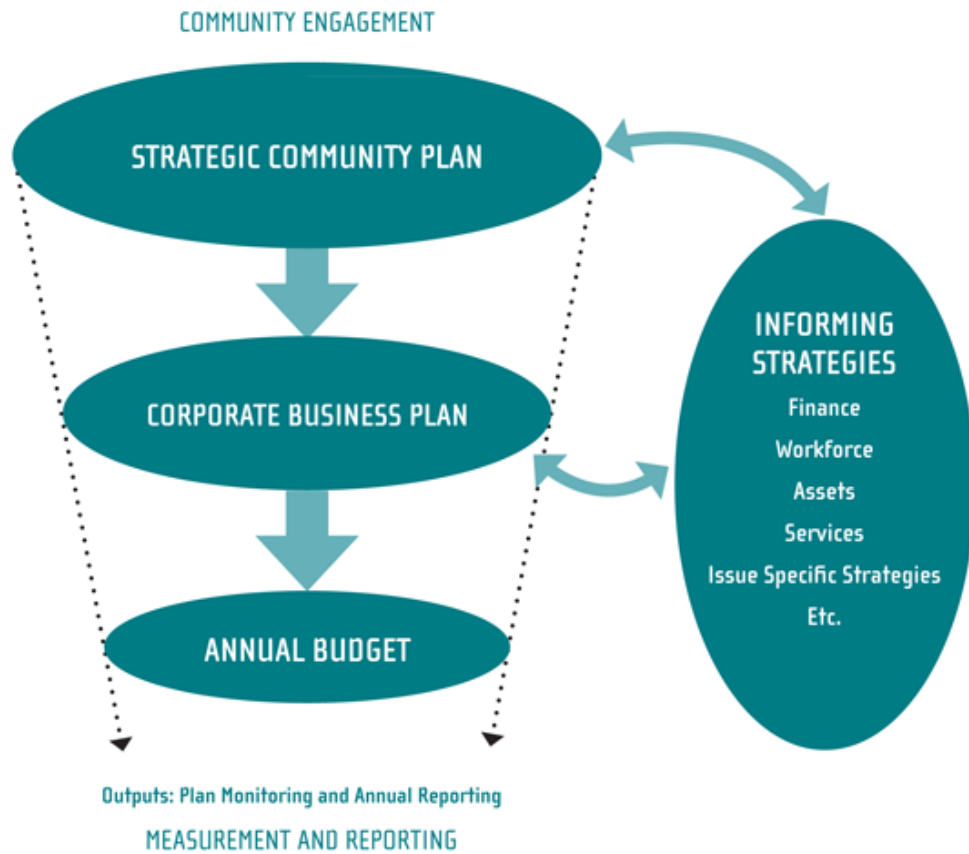 COMMUNITY ENGAGEMENT
STRATEGIC COMMUNITY PLAN
CORPORATE BUSINESS PLAN
ANNUAL BUDGET
INFORMING
STRATEGIES
Finance
Workforce
Assets
Services
Issue Specific Strategies
Etc.
Outputs: Plan Monitoring and Annual Reporting
MEASUREMENT AND REPORTING